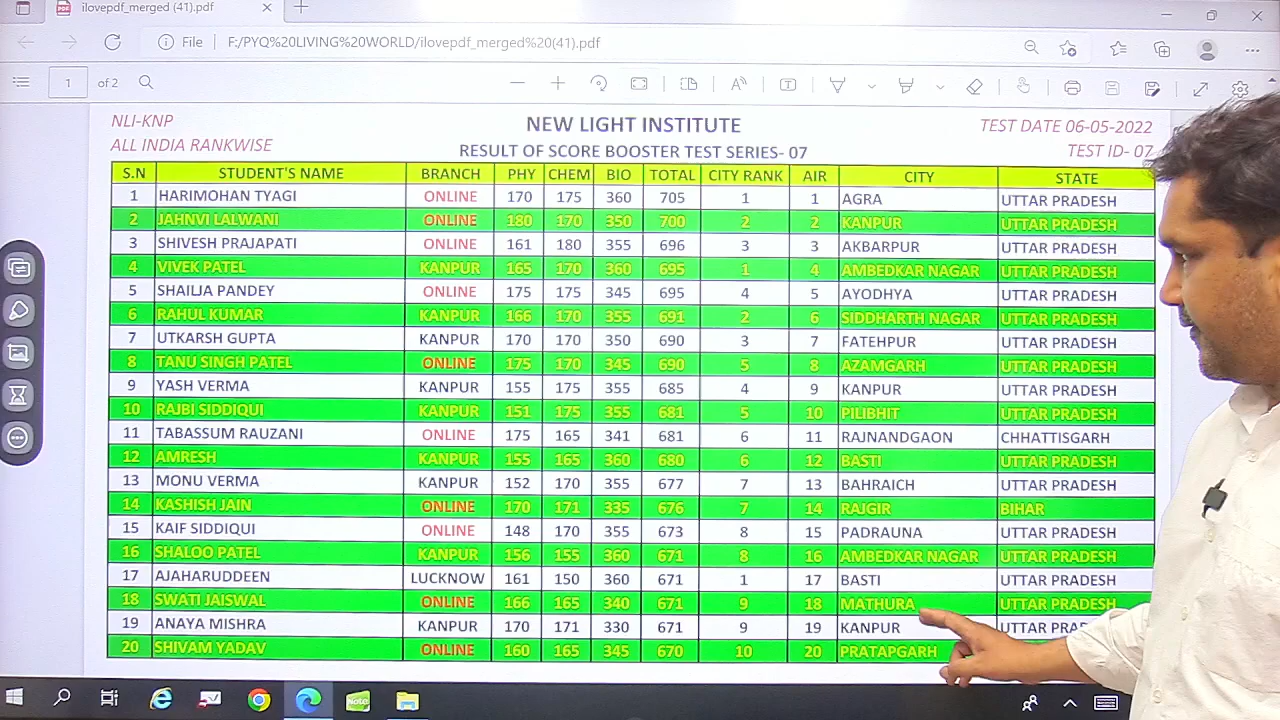 ilovepdf_merged (41).pdf
File F:/PYQ%20LIVING%20WORLD/ilovepdf_merged%20(41).pdf
1 of 2
NLI-KNP NEW LIGHT INSTITUTE TEST DATE 06-05-2022
ALL INDIA RANKWISE RESULT OF SCORE BOOSTER TEST SERIES- 07 TEST ID- 07
S.N STUDENT'S NAME BRANCH PHY CHEM BIO TOTAL CITY RANK AIR CITY STATE
1 HARIMOHAN TYAGI ONLINE 170 175 360 705 1 1 AGRA UTTAR PRADESH
2 JAHNVI LALWANI ONLINE 180 170 350 700 2 2 KANPUR UTTAR PRADESH
3 SHIVESH PRAJAPATI ONLINE 161 180 355 696 3 3 AKBARPUR UTTAR PRADESH
4 VIVEK PATEL KANPUR 165 170 360 695 1 4 AMBEDKAR NAGAR UTTAR PRADESH
5 SHAILJA PANDEY ONLINE 175 175 345 695 4 5 AYODHYA UTTAR PRADESH
6 RAHUL KUMAR KANPUR 166 170 355 691 2 6 SIDDHARTH NAGAR UTTAR PRADESH
7 UTKARSH GUPTA KANPUR 170 170 350 690 3 7 FATEHPUR UTTAR PRADESH
8 TANU SINGH PATEL ONLINE 175 170 345 690 5 8 AZAMGARH UTTAR PRADESH
9 YASH VERMA KANPUR 155 175 355 685 4 9 KANPUR UTTAR PRADESH
10 RAJBI SIDDIQUI KANPUR 151 175 355 681 5 10 PILIBHIT UTTAR PRADESH
11 TABASSUM RAUZANI ONLINE 175 165 341 681 6 11 RAJNANDGAON CHHATTISGARH
12 AMRESH KANPUR 155 165 360 680 6 12 BASTI UTTAR PRADESH
13 MONU VERMA KANPUR 152 170 355 677 7 13 BAHRAICH UTTAR PRADESH
14 KASHISH JAIN ONLINE 170 171 335 676 7 14 RAJGIR BIHAR
15 KAIF SIDDIQUI ONLINE 148 170 355 673 8 15 PADRAUNA UTTAR PRADESH
16 SHALOO PATEL KANPUR 156 155 360 671 8 16 AMBEDKAR NAGAR UTTAR PRADESH
17 AJAHARUDDEEN LUCKNOW 161 150 360 671 1 17 BASTI UTTAR PRADESH
18 SWATI JAISWAL ONLINE 166 165 340 671 9 18 MATHURA UTTAR PRADESH
19 ANAYA MISHRA KANPUR 170 171 330 671 9 19 KANPUR UTTAR
20 SHIVAM YADAV ONLINE 160 165 345 670 10 20 PRATAPGARH